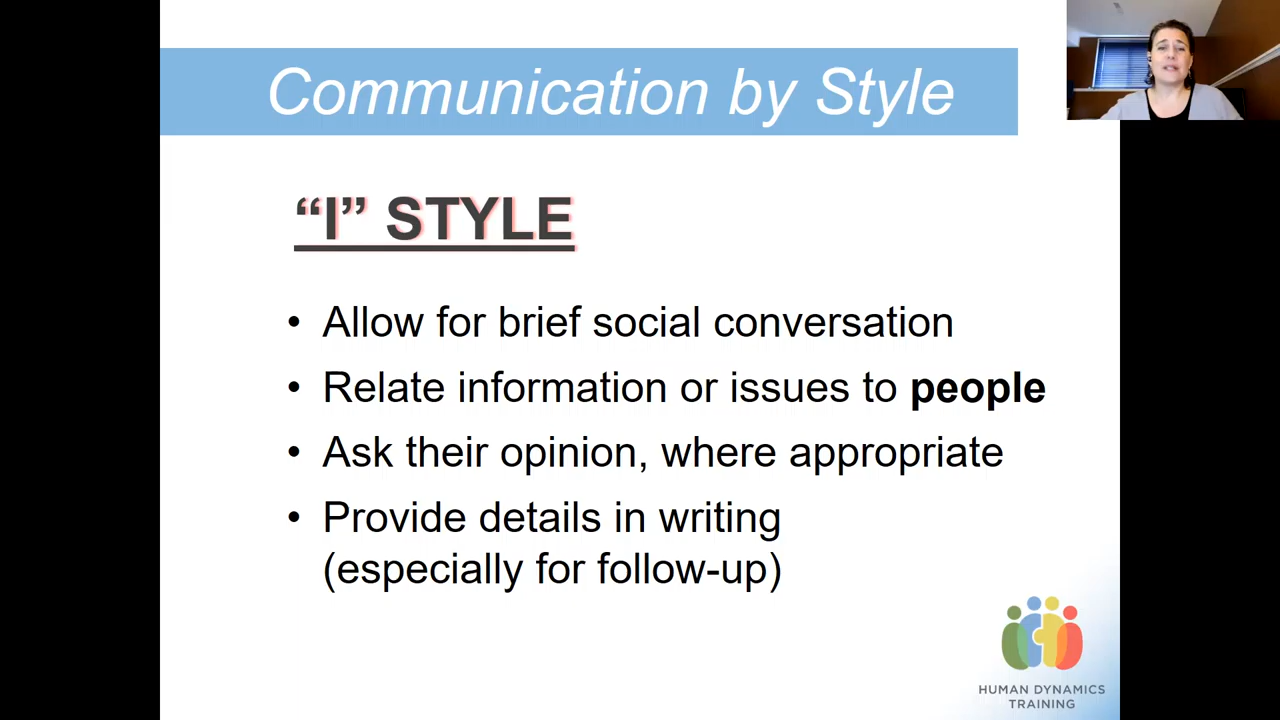 Communication by Style
“I” STYLE
• Allow for brief social conversation
• Relate information or issues to people
• Ask their opinion, where appropriate
• Provide details in writing
(especially for follow-up)
HUMAN DYNAMICS
TRAINING